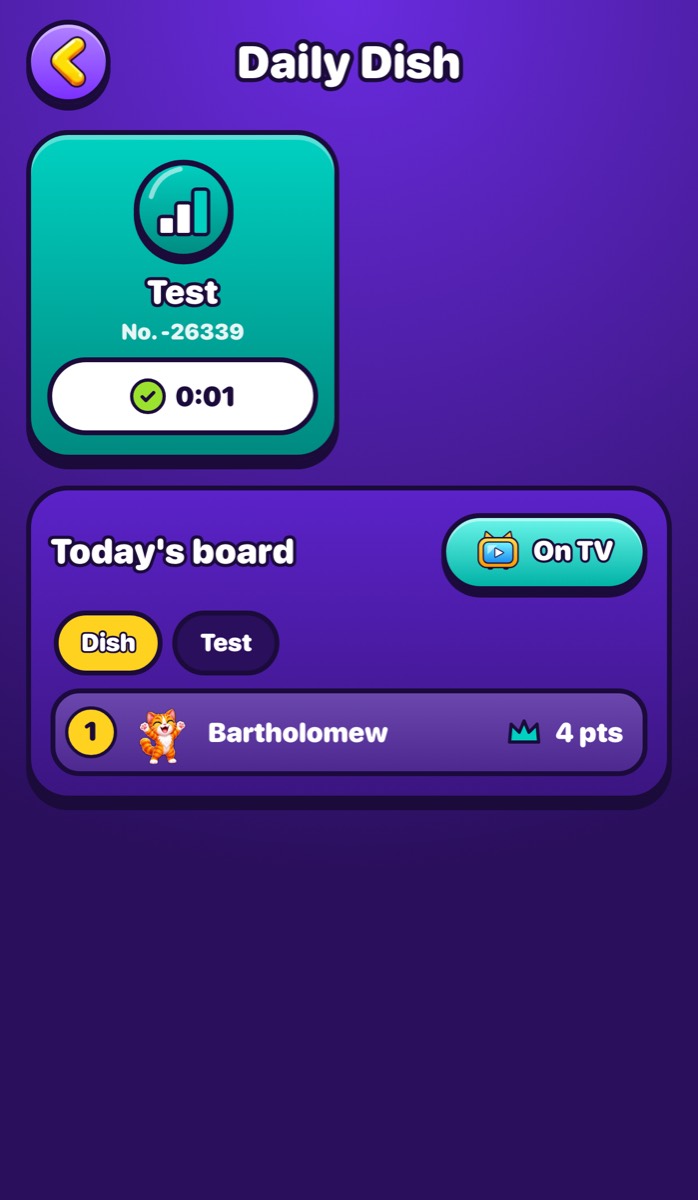 Daily Dish
Test
No. -26339
0:01
Today's board
On TV
Dish
Test
1 Bartholomew 4 pts